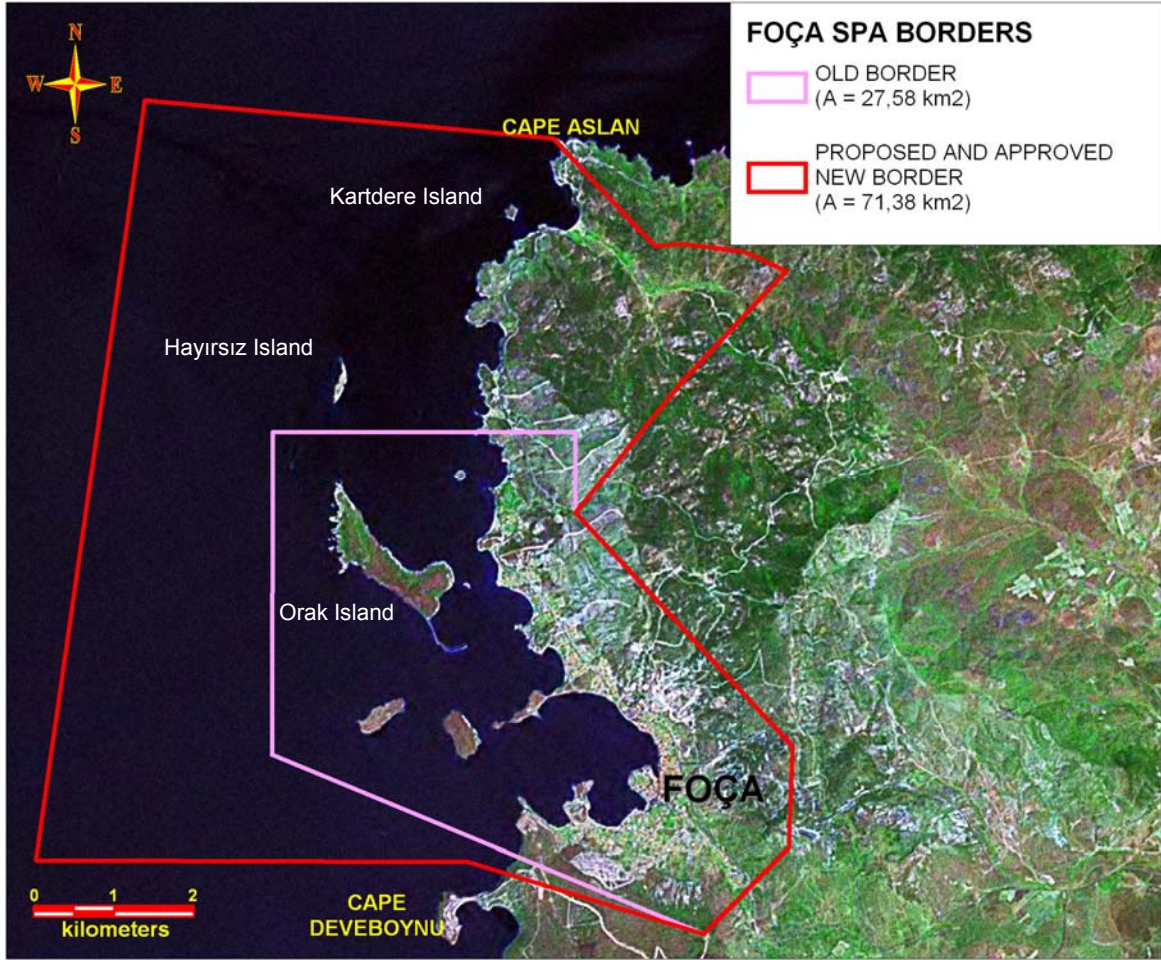 N
W E
S
FOÇA SPA BORDERS
OLD BORDER
(A = 27,58 km2)
PROPOSED AND APPROVED
NEW BORDER
(A = 71,38 km2)
CAPE ASLAN
Kartdere Island
Hayırsız Island
Orak Island
FOÇA
CAPE
DEVEBOYNU
0 1 2
kilometers